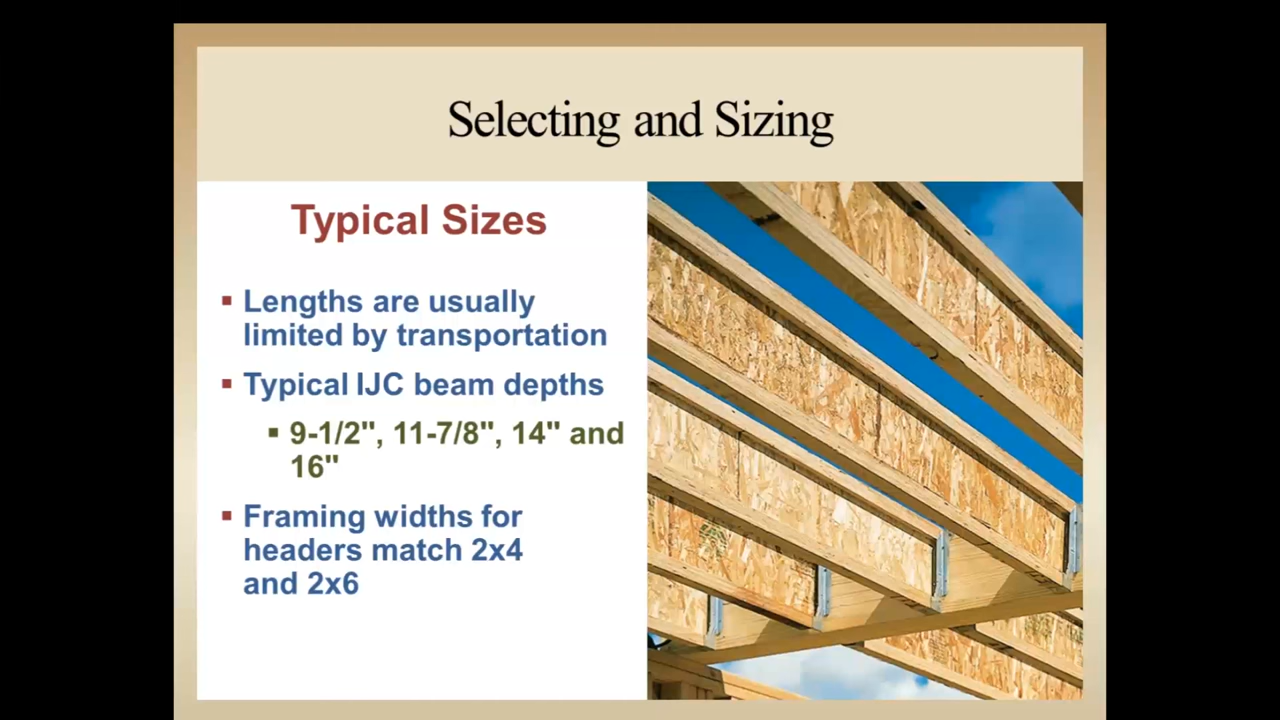 Selecting and Sizing
Typical Sizes
▪ Lengths are usually
limited by transportation
▪ Typical IJC beam depths
▪ 9-1/2", 11-7/8", 14" and
16"
▪ Framing widths for
headers match 2x4
and 2x6